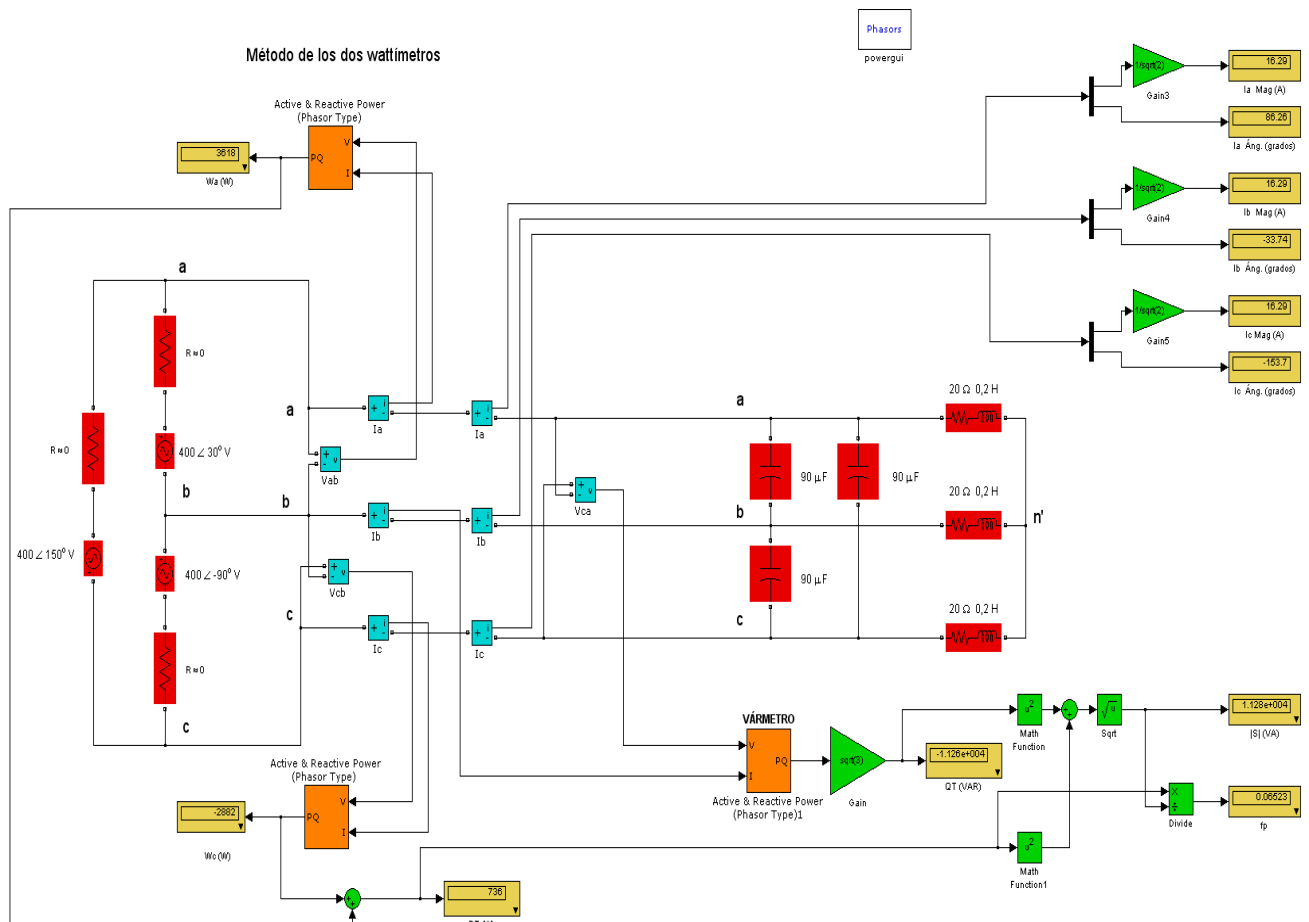 Método de los dos wattímetros
Phasors
powergui
Active & Reactive Power
(Phasor Type)
V
I
PQ
3618
Wa (W)
1/sqrt(2)
Gain3
16.29
Ia Mag (A)
86.26
Ia Áng. (grados)
1/sqrt(2)
Gain4
16.29
Ib Mag (A)
-33.74
Ib Áng. (grados)
1/sqrt(2)
Gain5
16.29
Ic Mag (A)
-153.7
Ic Áng. (grados)
a
R≈0
R≈0
400∠30º V
b
400∠150º V
400∠-90º V
R≈0
c
a
Ia
Ia
Vab
b
Ib
Ib
Vcb
c
Ic
Ic
a
20 Ω 0,2 H
90 µF
90 µF
Vca
b
20 Ω 0,2 H
n'
90 µF
c
20 Ω 0,2 H
VÁRMETRO
V
I
PQ
Active & Reactive Power
(Phasor Type)1
sqrt(3)
Gain
-1.126e+004
QT (VAR)
u²
Math
Function
√u
Sqrt
1.128e+004
|S| (VA)
Divide
0.06523
fp
u²
Math
Function1
Active & Reactive Power
(Phasor Type)
V
I
PQ
-2882
Wc (W)
736